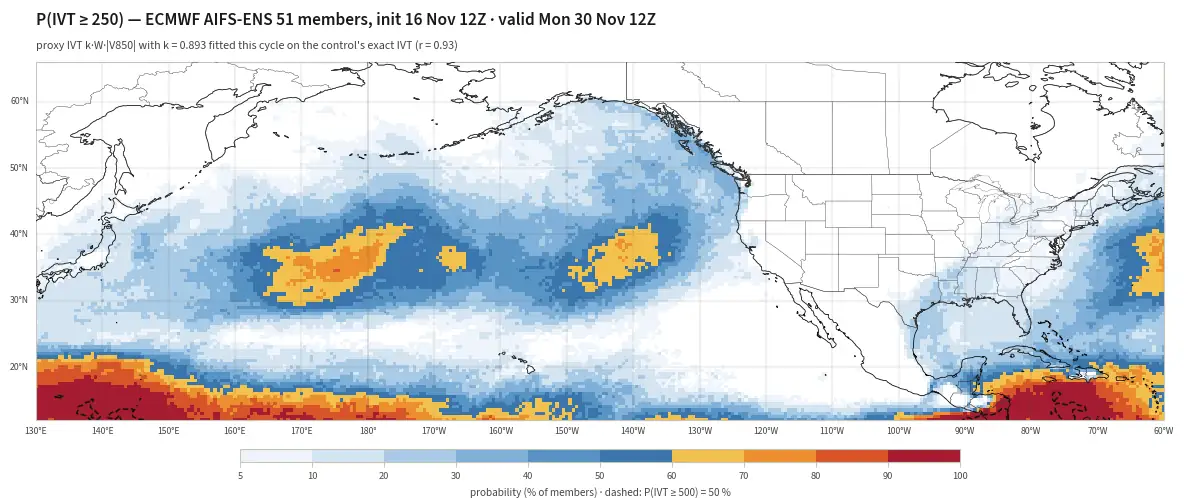 P(IVT ≥ 250) — ECMWF AIFS-ENS 51 members, init 16 Nov 12Z · valid Mon 30 Nov 12Z
proxy IVT k·W·|V850| with k = 0.893 fitted this cycle on the control's exact IVT (r = 0.93)
60°N
50°N
40°N
30°N
20°N
130°E 140°E 150°E 160°E 170°E 180° 170°W 160°W 150°W 140°W 130°W 120°W 110°W 100°W 90°W 80°W 70°W 60°W
5 10 20 30 40 50 60 70 80 90 100
probability (% of members) · dashed: P(IVT ≥ 500) = 50 %